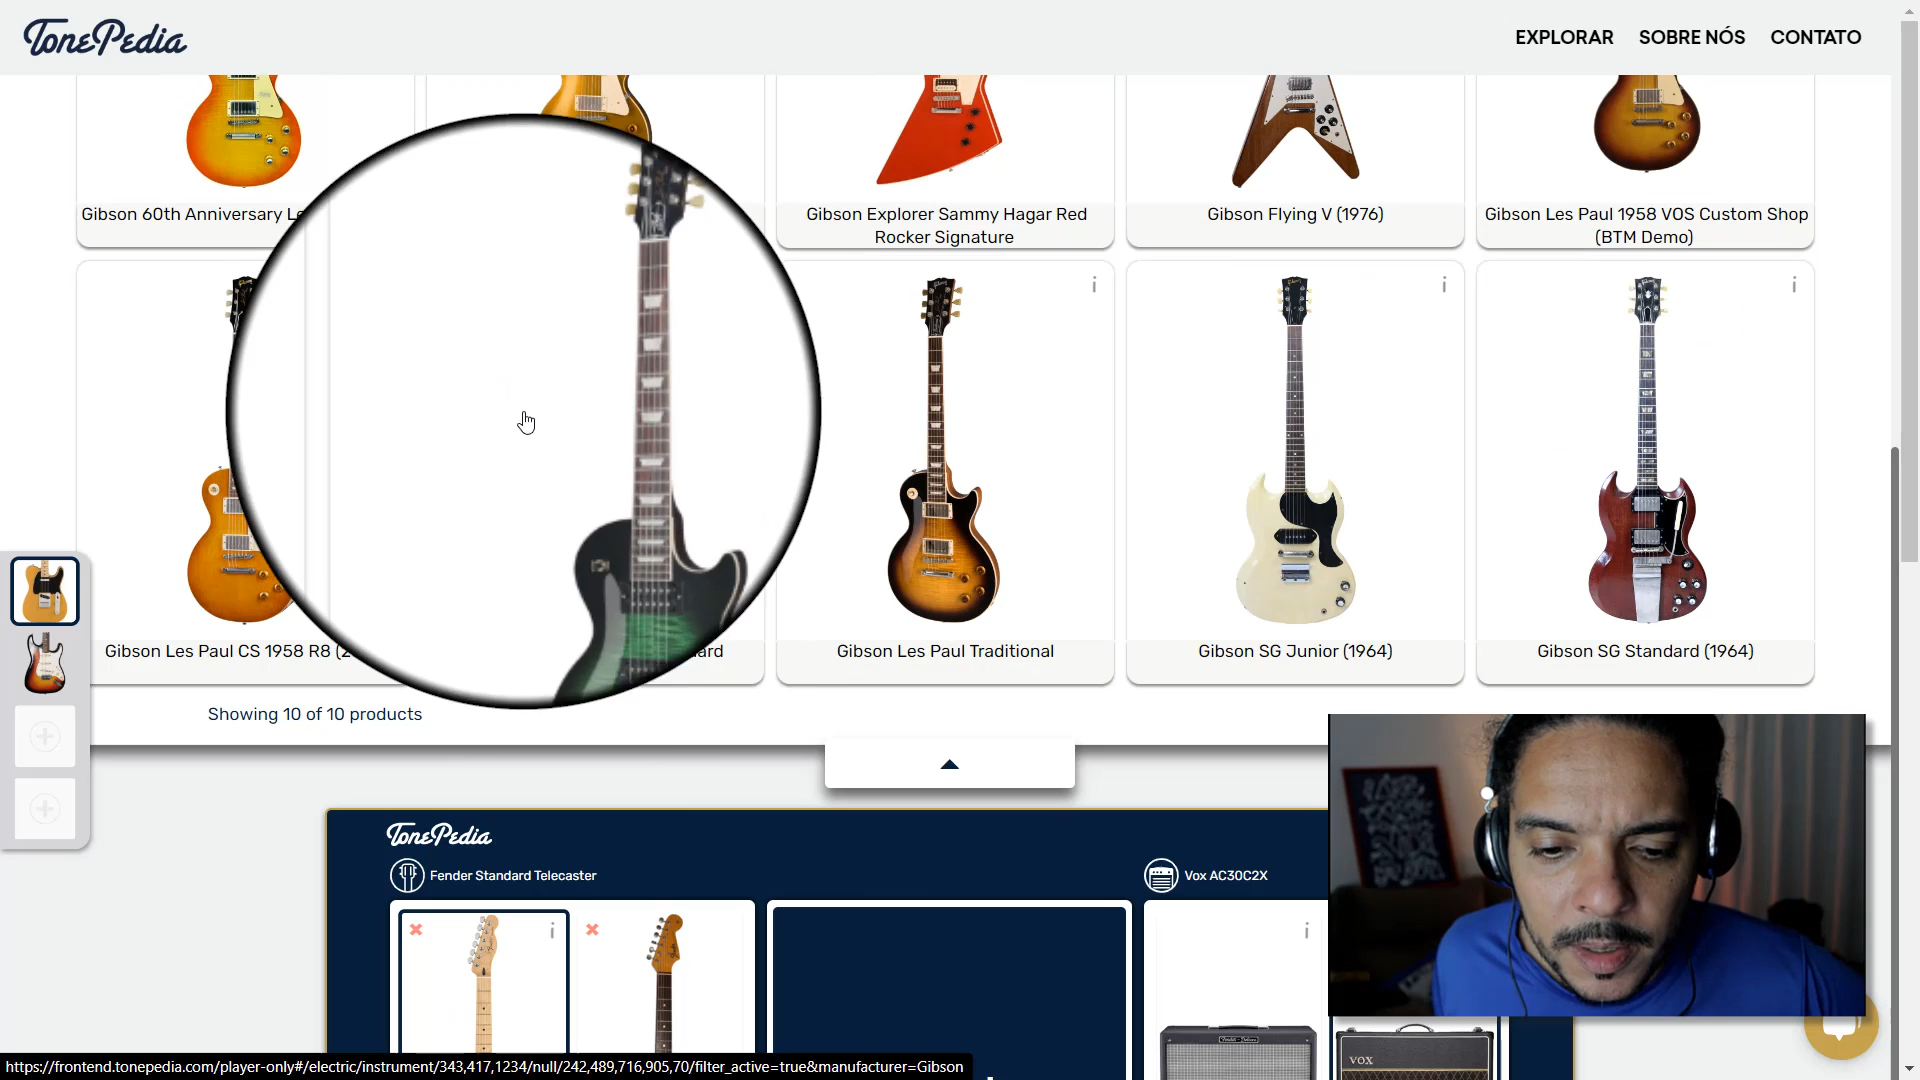 TonePedia
EXPLORAR SOBRE NÓS CONTATO
Gibson 60th Anniversary Le
Gibson Explorer Sammy Hagar Red
Rocker Signature
Gibson Flying V (1976)
Gibson Les Paul 1958 VOS Custom Shop
(BTM Demo)
i
i
i
Gibson Les Paul CS 1958 R8 (2
ard
Gibson Les Paul Traditional
Gibson SG Junior (1964)
Gibson SG Standard (1964)
Showing 10 of 10 products
TonePedia
Fender Standard Telecaster
Vox AC30C2X
i
i
VOX
https://frontend.tonepedia.com/player-only#/electric/instrument/343,417,1234/null/242,489,716,905,70/filter_active=true&manufacturer=Gibson